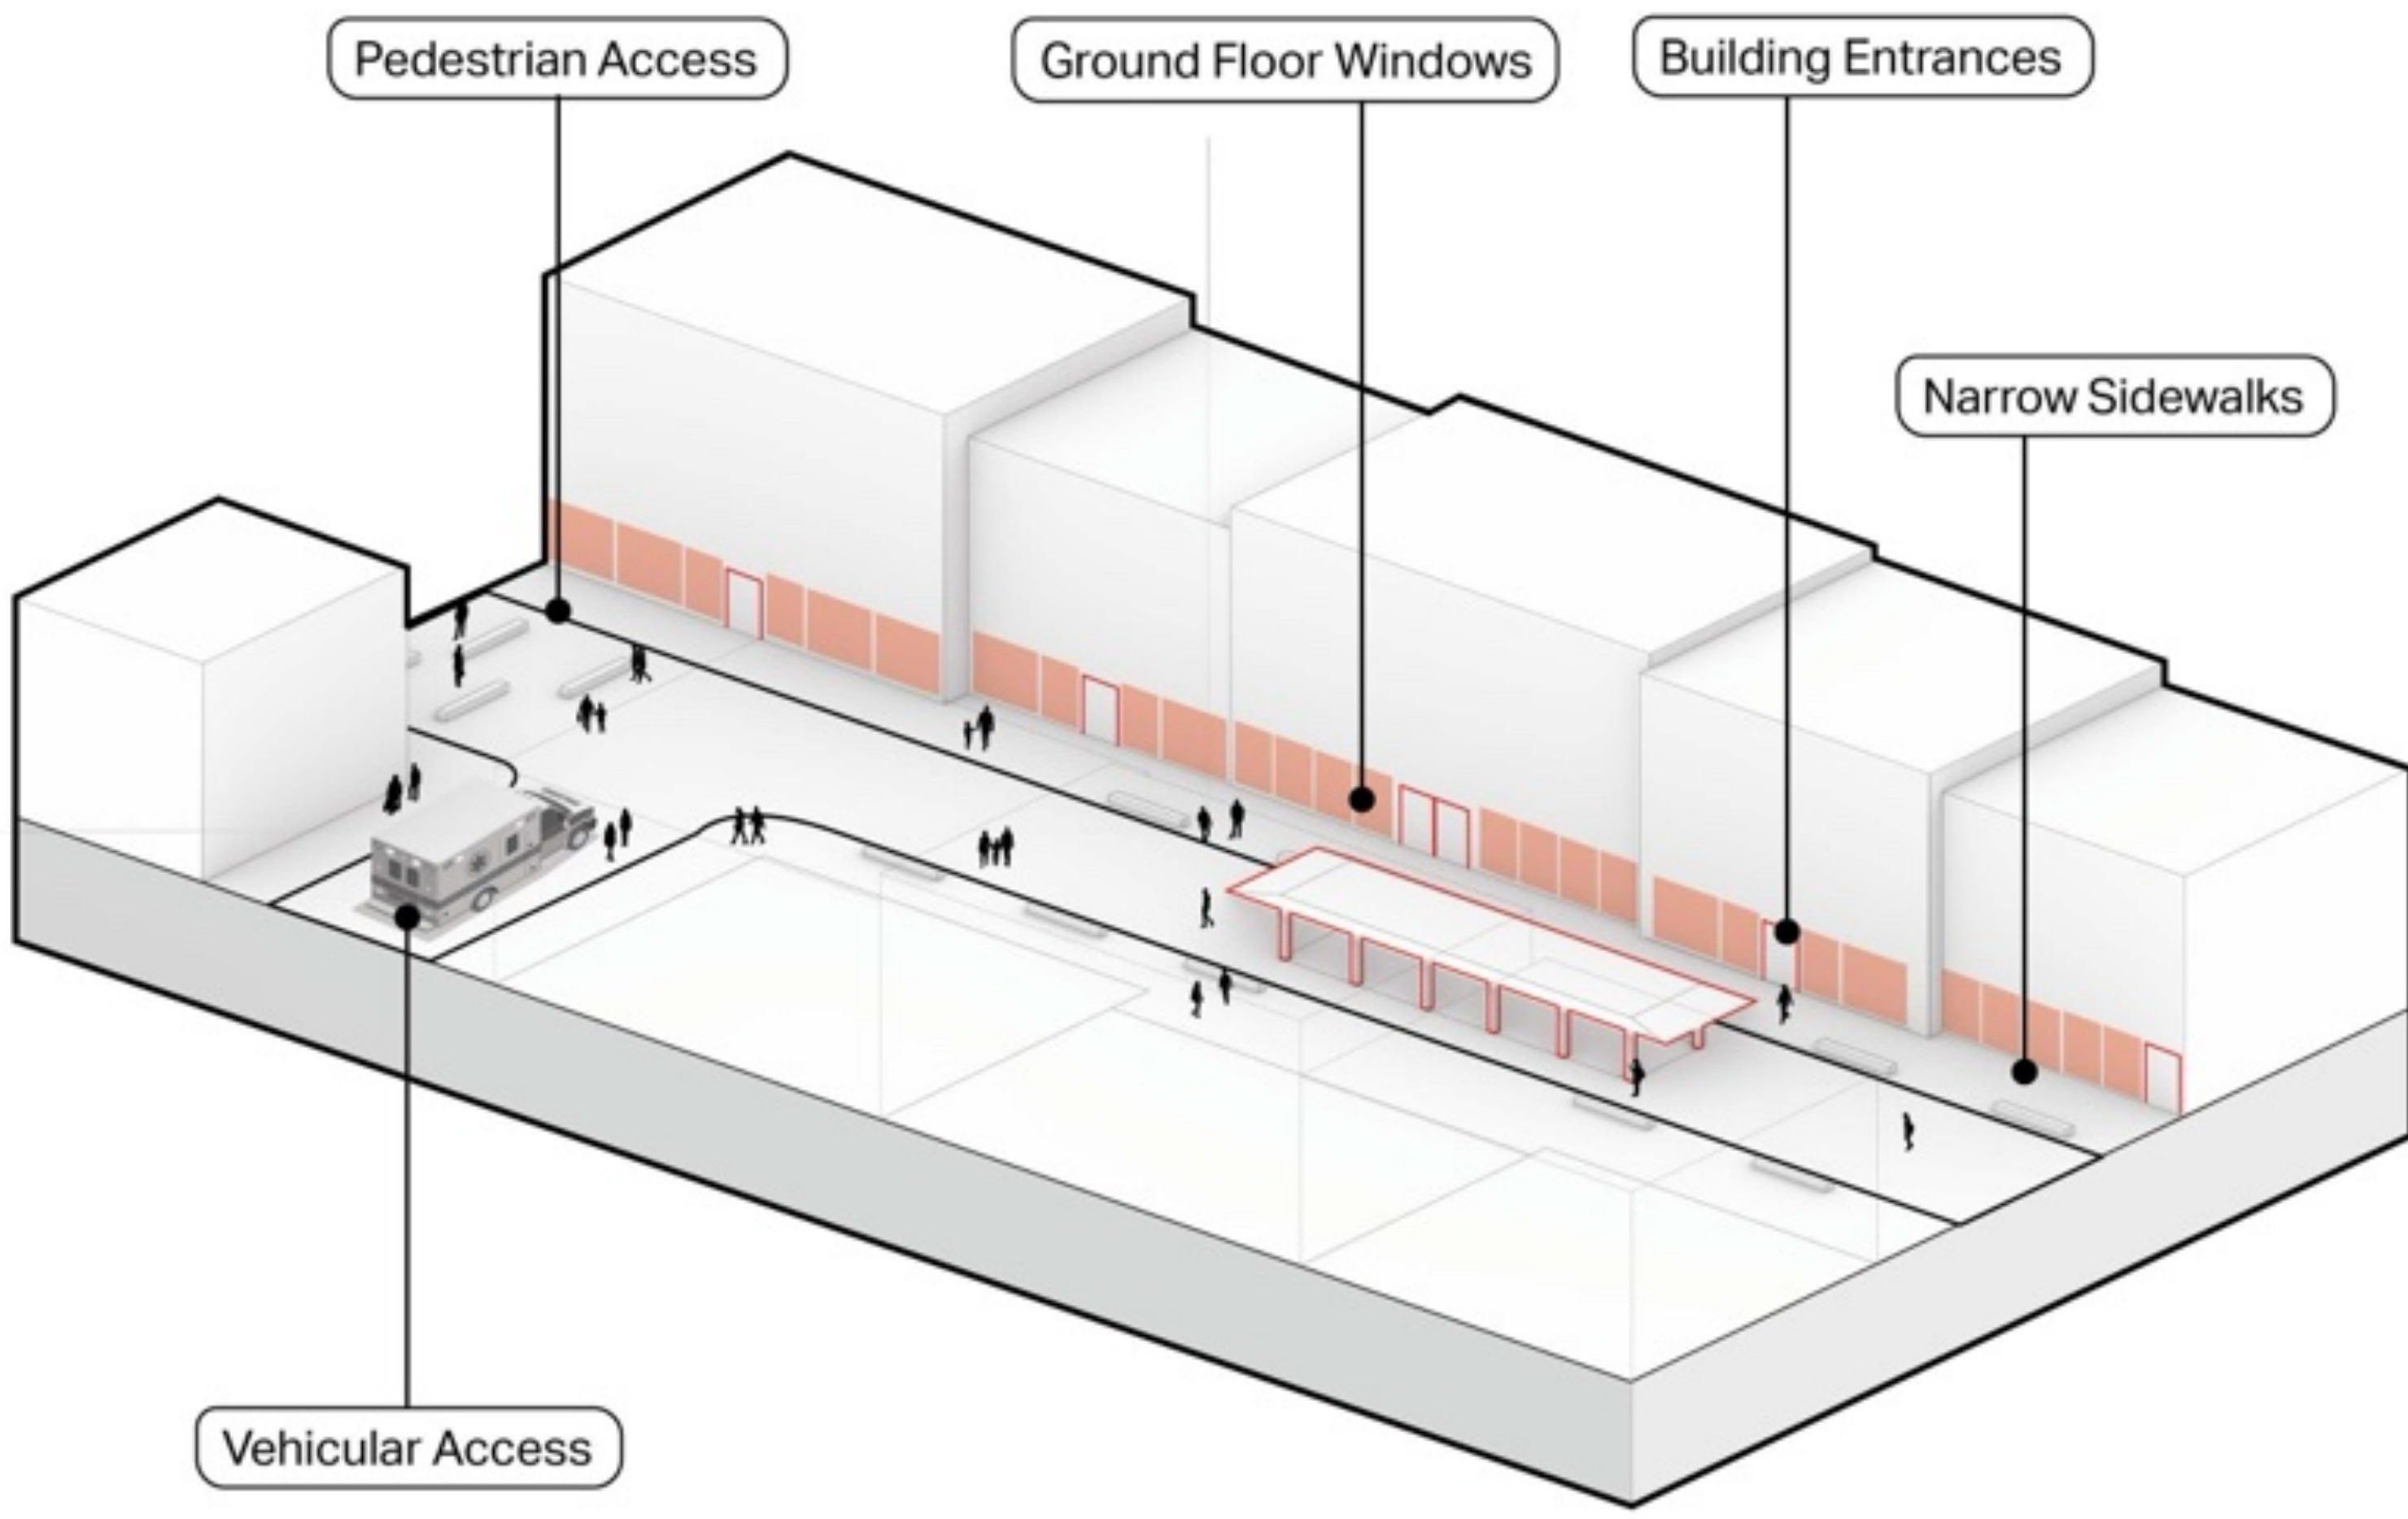 Pedestrian Access
Ground Floor Windows
Building Entrances
Narrow Sidewalks
Vehicular Access